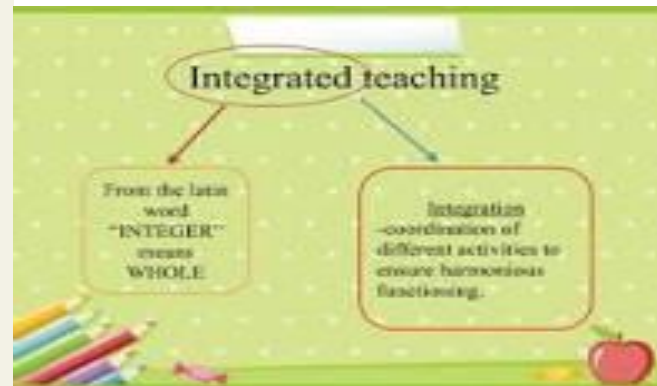 Integrated teaching
From the latin
word
"INTEGER"
means
WHOLE
Integration
-coordination of
different activities to
ensure harmonious
functioning.